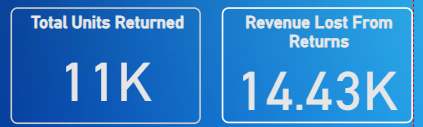 Total Units Returned
11K
Revenue Lost From
Returns
14.43K